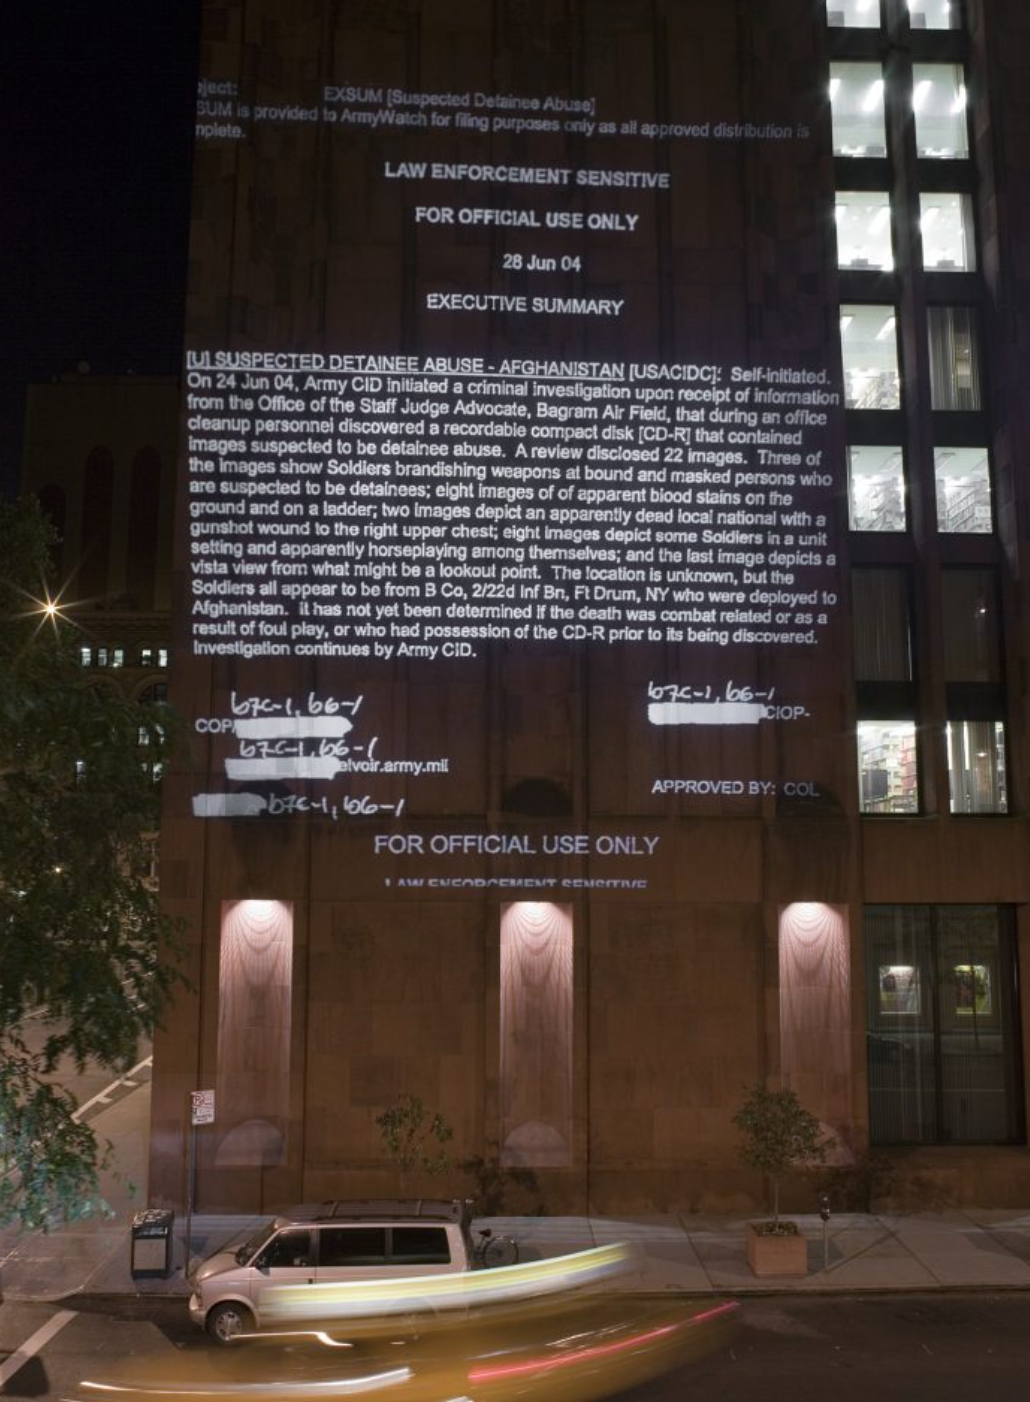 ject: EXSUM [Suspected Detainee Abuse]
SUM is provided to ArmyWatch for filing purposes only as all approved distribution is
mplete.
LAW ENFORCEMENT SENSITIVE
FOR OFFICIAL USE ONLY
28 Jun 04
EXECUTIVE SUMMARY
[U] SUSPECTED DETAINEE ABUSE - AFGHANISTAN [USACIDC]: Self-initiated.
On 24 Jun 04, Army CID initiated a criminal investigation upon receipt of information
from the Office of the Staff Judge Advocate, Bagram Air Field, that during an office
cleanup personnel discovered a recordable compact disk [CD-R] that contained
images suspected to be detainee abuse. A review disclosed 22 images. Three of
the images show Soldiers brandishing weapons at bound and masked persons who
are suspected to be detainees; eight images of of apparent blood stains on the
ground and on a ladder; two images depict an apparently dead local national with a
gunshot wound to the right upper chest; eight images depict some Soldiers in a unit
setting and apparently horseplaying among themselves; and the last image depicts a
vista view from what might be a lookout point. The location is unknown, but the
Soldiers all appear to be from B Co, 2/22d Inf Bn, Ft Drum, NY who were deployed to
Afghanistan. It has not yet been determined if the death was combat related or as a
result of foul play, or who had possession of the CD-R prior to its being discovered.
Investigation continues by Army CID.
b7C-1, b6-1 b7C-1, b6-1
COP/ CIOP-
b7C-1, b6-1
elvoir.army.mil
APPROVED BY: COL
b7C-1, b6-1
FOR OFFICIAL USE ONLY
LAW ENFORCEMENT SENSITIVE